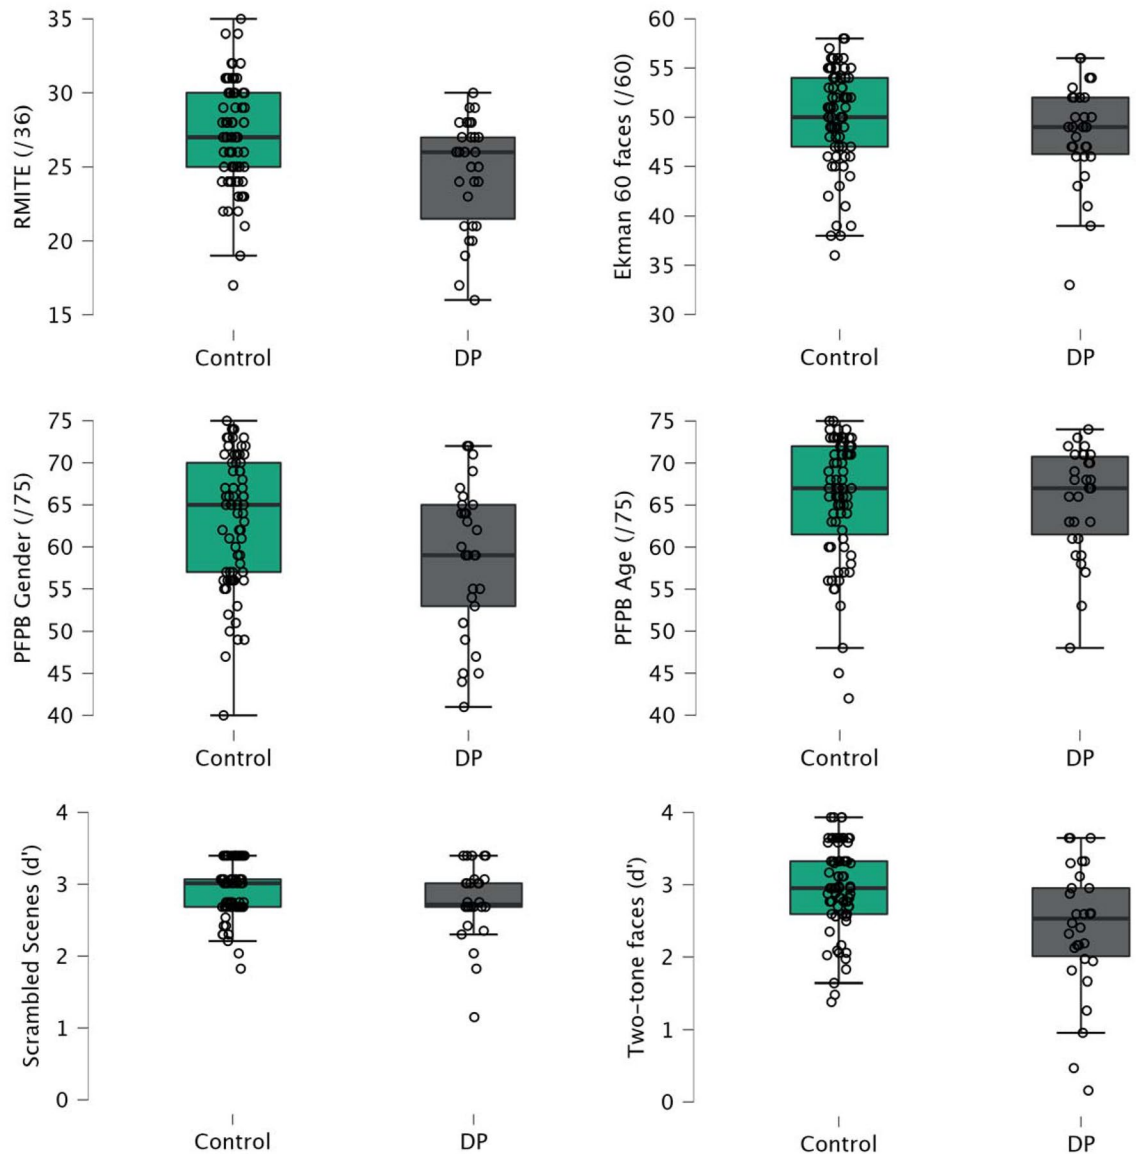 RMITE (/36)
35
30
25
20
15
Control
DP
Ekman 60 faces (/60)
60
55
50
45
40
35
30
Control
DP
PFPB Gender (/75)
75
70
65
60
55
50
45
40
Control
DP
PFPB Age (/75)
75
70
65
60
55
50
45
40
Control
DP
Scrambled Scenes (d')
4
3
2
1
0
Control
DP
Two-tone faces (d')
4
3
2
1
0
Control
DP